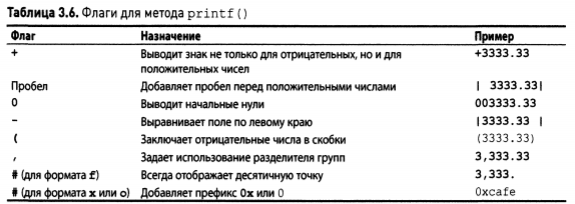 Таблица 3.6. Флаги для метода printf()
Флаг Назначение Пример
+ Выводит знак не только для отрицательных, но и для +3333.33
положительных чисел
Пробел Добавляет пробел перед положительными числами | 3333.33|
0 Выводит начальные нули 003333.33
– Выравнивает поле по левому краю |3333.33 |
( Заключает отрицательные числа в скобки (3333.33)
, Задает использование разделителя групп 3,333.33
# (для формата f) Всегда отображает десятичную точку 3,333.
# (для формата x или o) Добавляет префикс 0x или 0 0xcafe